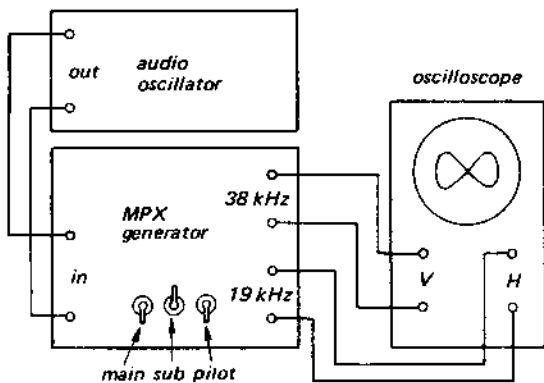 out
audio
oscillator
oscilloscope
MPX
generator
38 kHz
in
19 kHz
V
H
main sub pilot